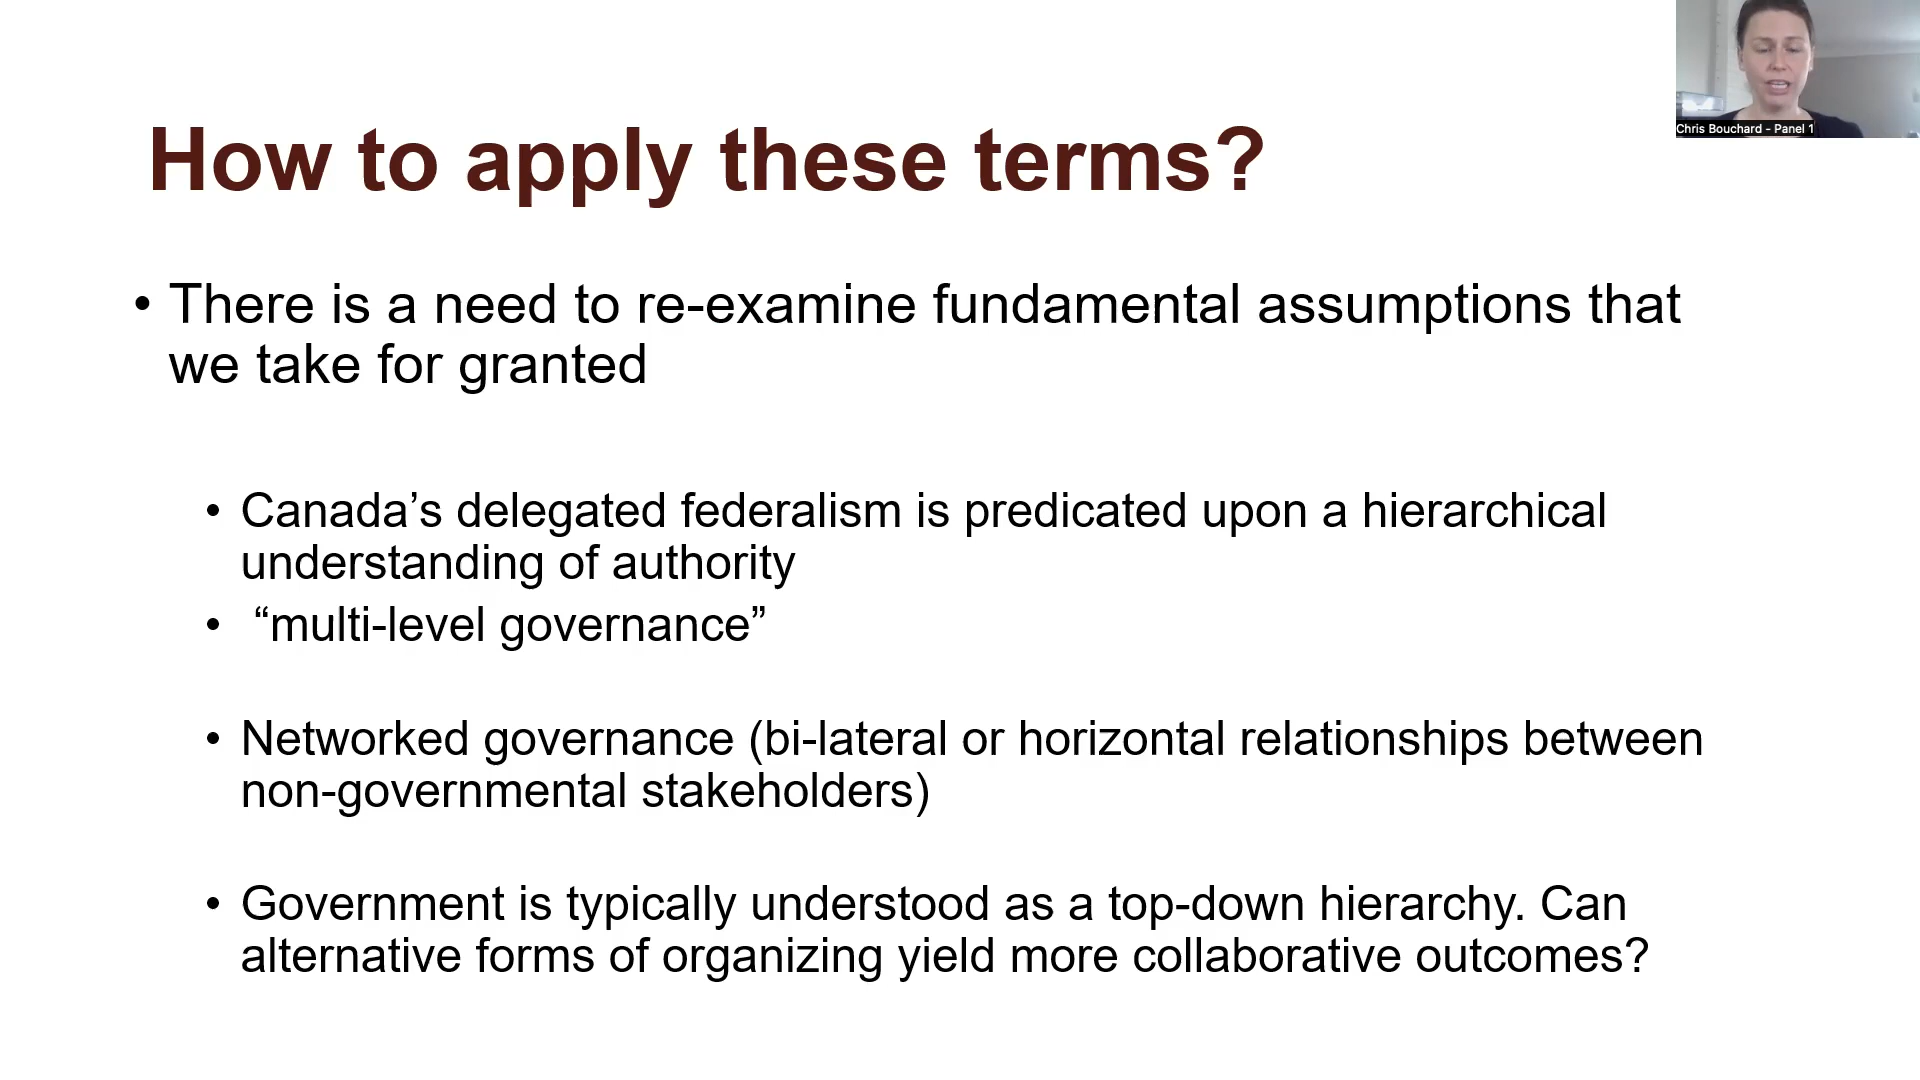 Chris Bouchard - Panel 1
How to apply these terms?
• There is a need to re-examine fundamental assumptions that
we take for granted
• Canada’s delegated federalism is predicated upon a hierarchical
understanding of authority
• “multi-level governance”
• Networked governance (bi-lateral or horizontal relationships between
non-governmental stakeholders)
• Government is typically understood as a top-down hierarchy. Can
alternative forms of organizing yield more collaborative outcomes?